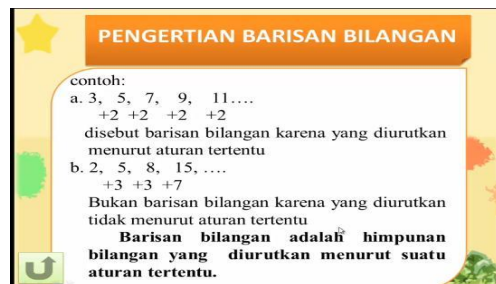 PENGERTIAN BARISAN BILANGAN
contoh:
a. 3, 5, 7, 9, 11....
+2 +2 +2 +2
disebut barisan bilangan karena yang diurutkan
menurut aturan tertentu
b. 2, 5, 8, 15, ....
+3 +3 +7
Bukan barisan bilangan karena yang diurutkan
tidak menurut aturan tertentu
Barisan bilangan adalah himpunan
bilangan yang diurutkan menurut suatu
aturan tertentu.